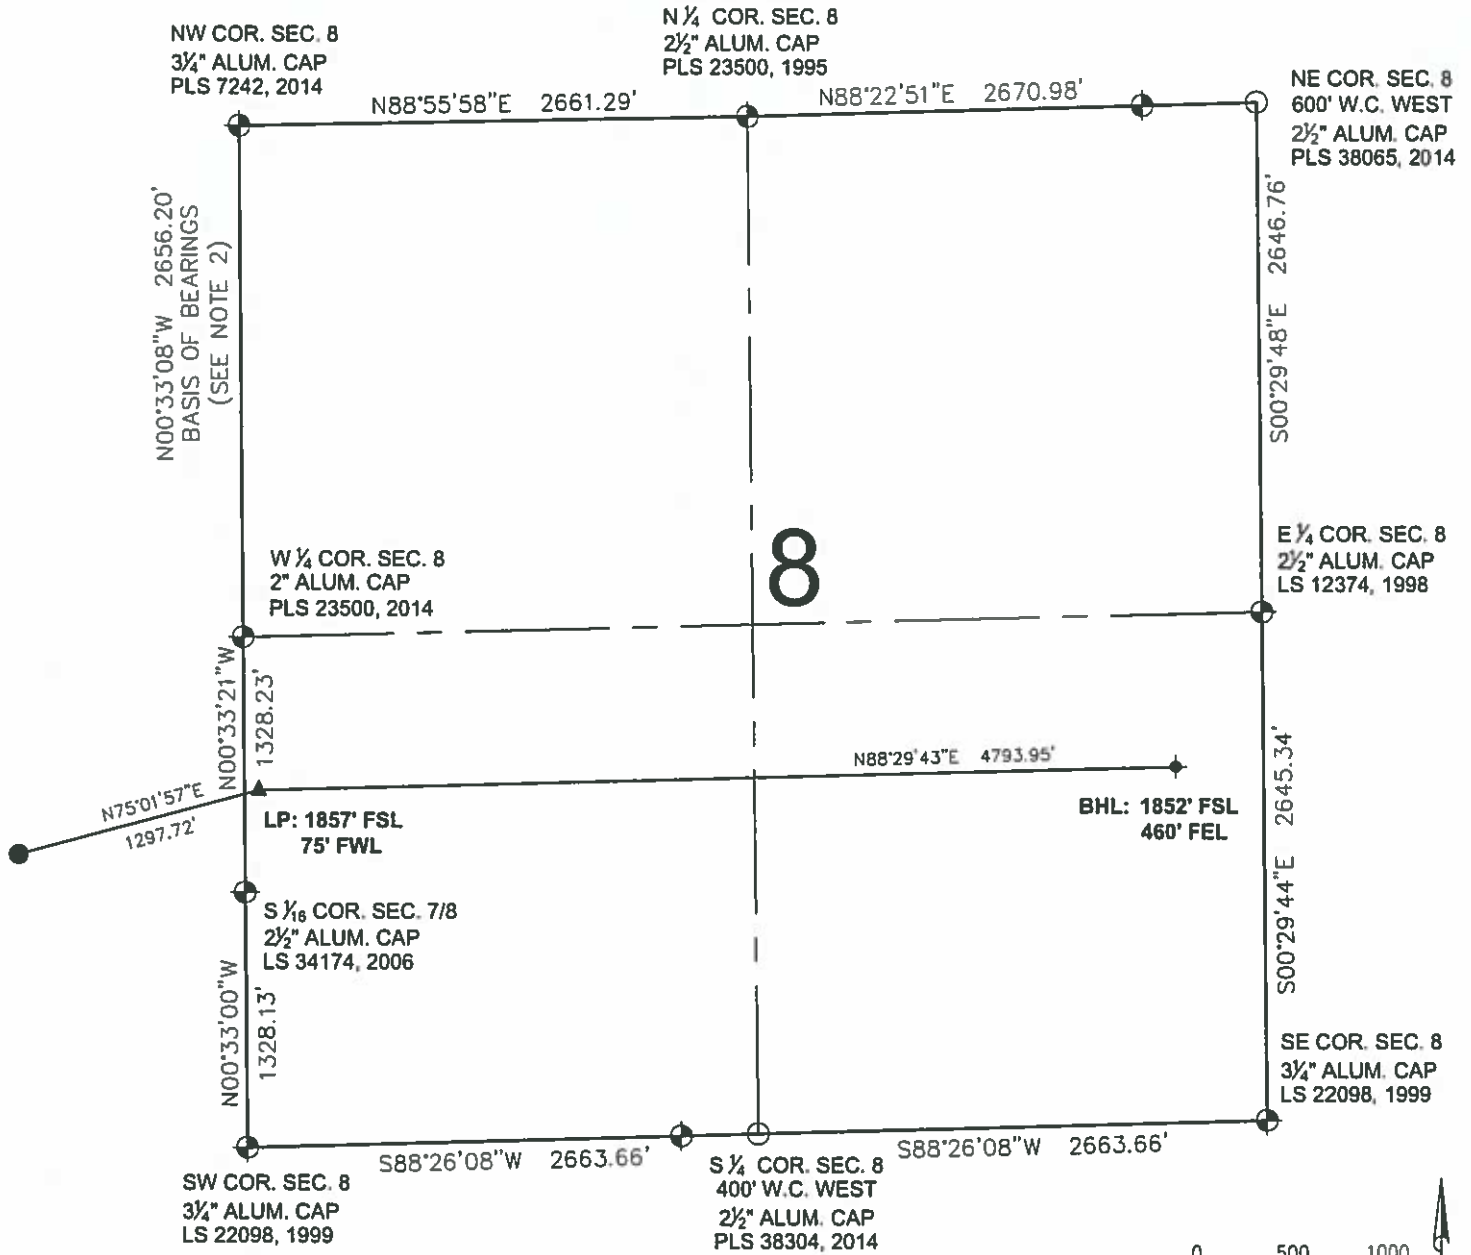 N ¼ COR. SEC. 8
2½" ALUM. CAP
PLS 23500, 1995
NW COR. SEC. 8
3¼" ALUM. CAP
PLS 7242, 2014
NE COR. SEC. 8
600' W.C. WEST
2½" ALUM. CAP
PLS 38065, 2014
N88°55'58"E 2661.29'
N88°22'51"E 2670.98'
N00°33'08"W 2656.20'
BASIS OF BEARINGS
(SEE NOTE 2)
S00°29'48"E 2646.76'
8
W ¼ COR. SEC. 8
2" ALUM. CAP
PLS 23500, 2014
E ¼ COR. SEC. 8
2½" ALUM. CAP
LS 12374, 1998
N00°33'21"W
1328.23'
N88°29'43"E 4793.95'
N75°01'57"E
1297.72'
LP: 1857' FSL
75' FWL
BHL: 1852' FSL
460' FEL
S00°29'44"E 2645.34'
S 1⁄16 COR. SEC. 7/8
2½" ALUM. CAP
LS 34174, 2006
N00°33'00"W
1328.13'
SE COR. SEC. 8
3¼" ALUM. CAP
LS 22098, 1999
S88°26'08"W 2663.66'
S88°26'08"W 2663.66'
SW COR. SEC. 8
3¼" ALUM. CAP
LS 22098, 1999
S ¼ COR. SEC. 8
400' W.C. WEST
2½" ALUM. CAP
PLS 38304, 2014
0 500 1000